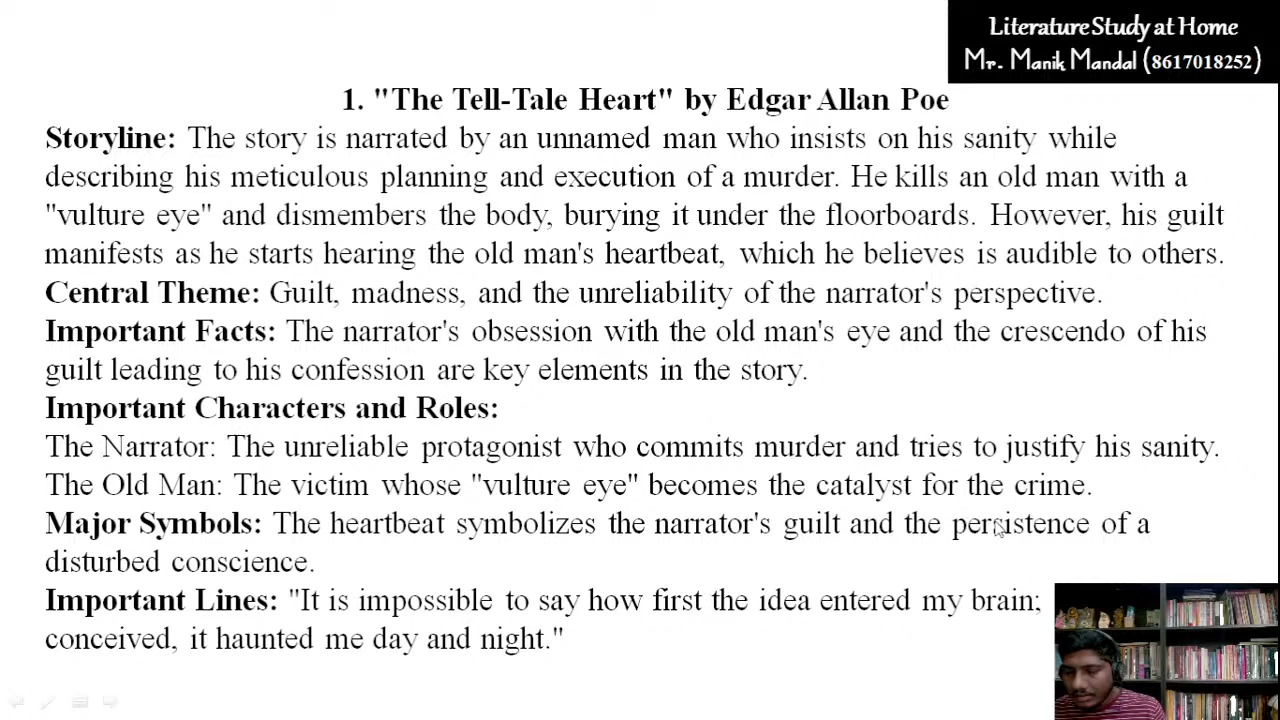 Literature Study at Home
Mr. Manik Mandal (8617018252)
1. "The Tell-Tale Heart" by Edgar Allan Poe
Storyline: The story is narrated by an unnamed man who insists on his sanity while
describing his meticulous planning and execution of a murder. He kills an old man with a
"vulture eye" and dismembers the body, burying it under the floorboards. However, his guilt
manifests as he starts hearing the old man's heartbeat, which he believes is audible to others.
Central Theme: Guilt, madness, and the unreliability of the narrator's perspective.
Important Facts: The narrator's obsession with the old man's eye and the crescendo of his
guilt leading to his confession are key elements in the story.
Important Characters and Roles:
The Narrator: The unreliable protagonist who commits murder and tries to justify his sanity.
The Old Man: The victim whose "vulture eye" becomes the catalyst for the crime.
Major Symbols: The heartbeat symbolizes the narrator's guilt and the persistence of a
disturbed conscience.
Important Lines: "It is impossible to say how first the idea entered my brain;
conceived, it haunted me day and night."